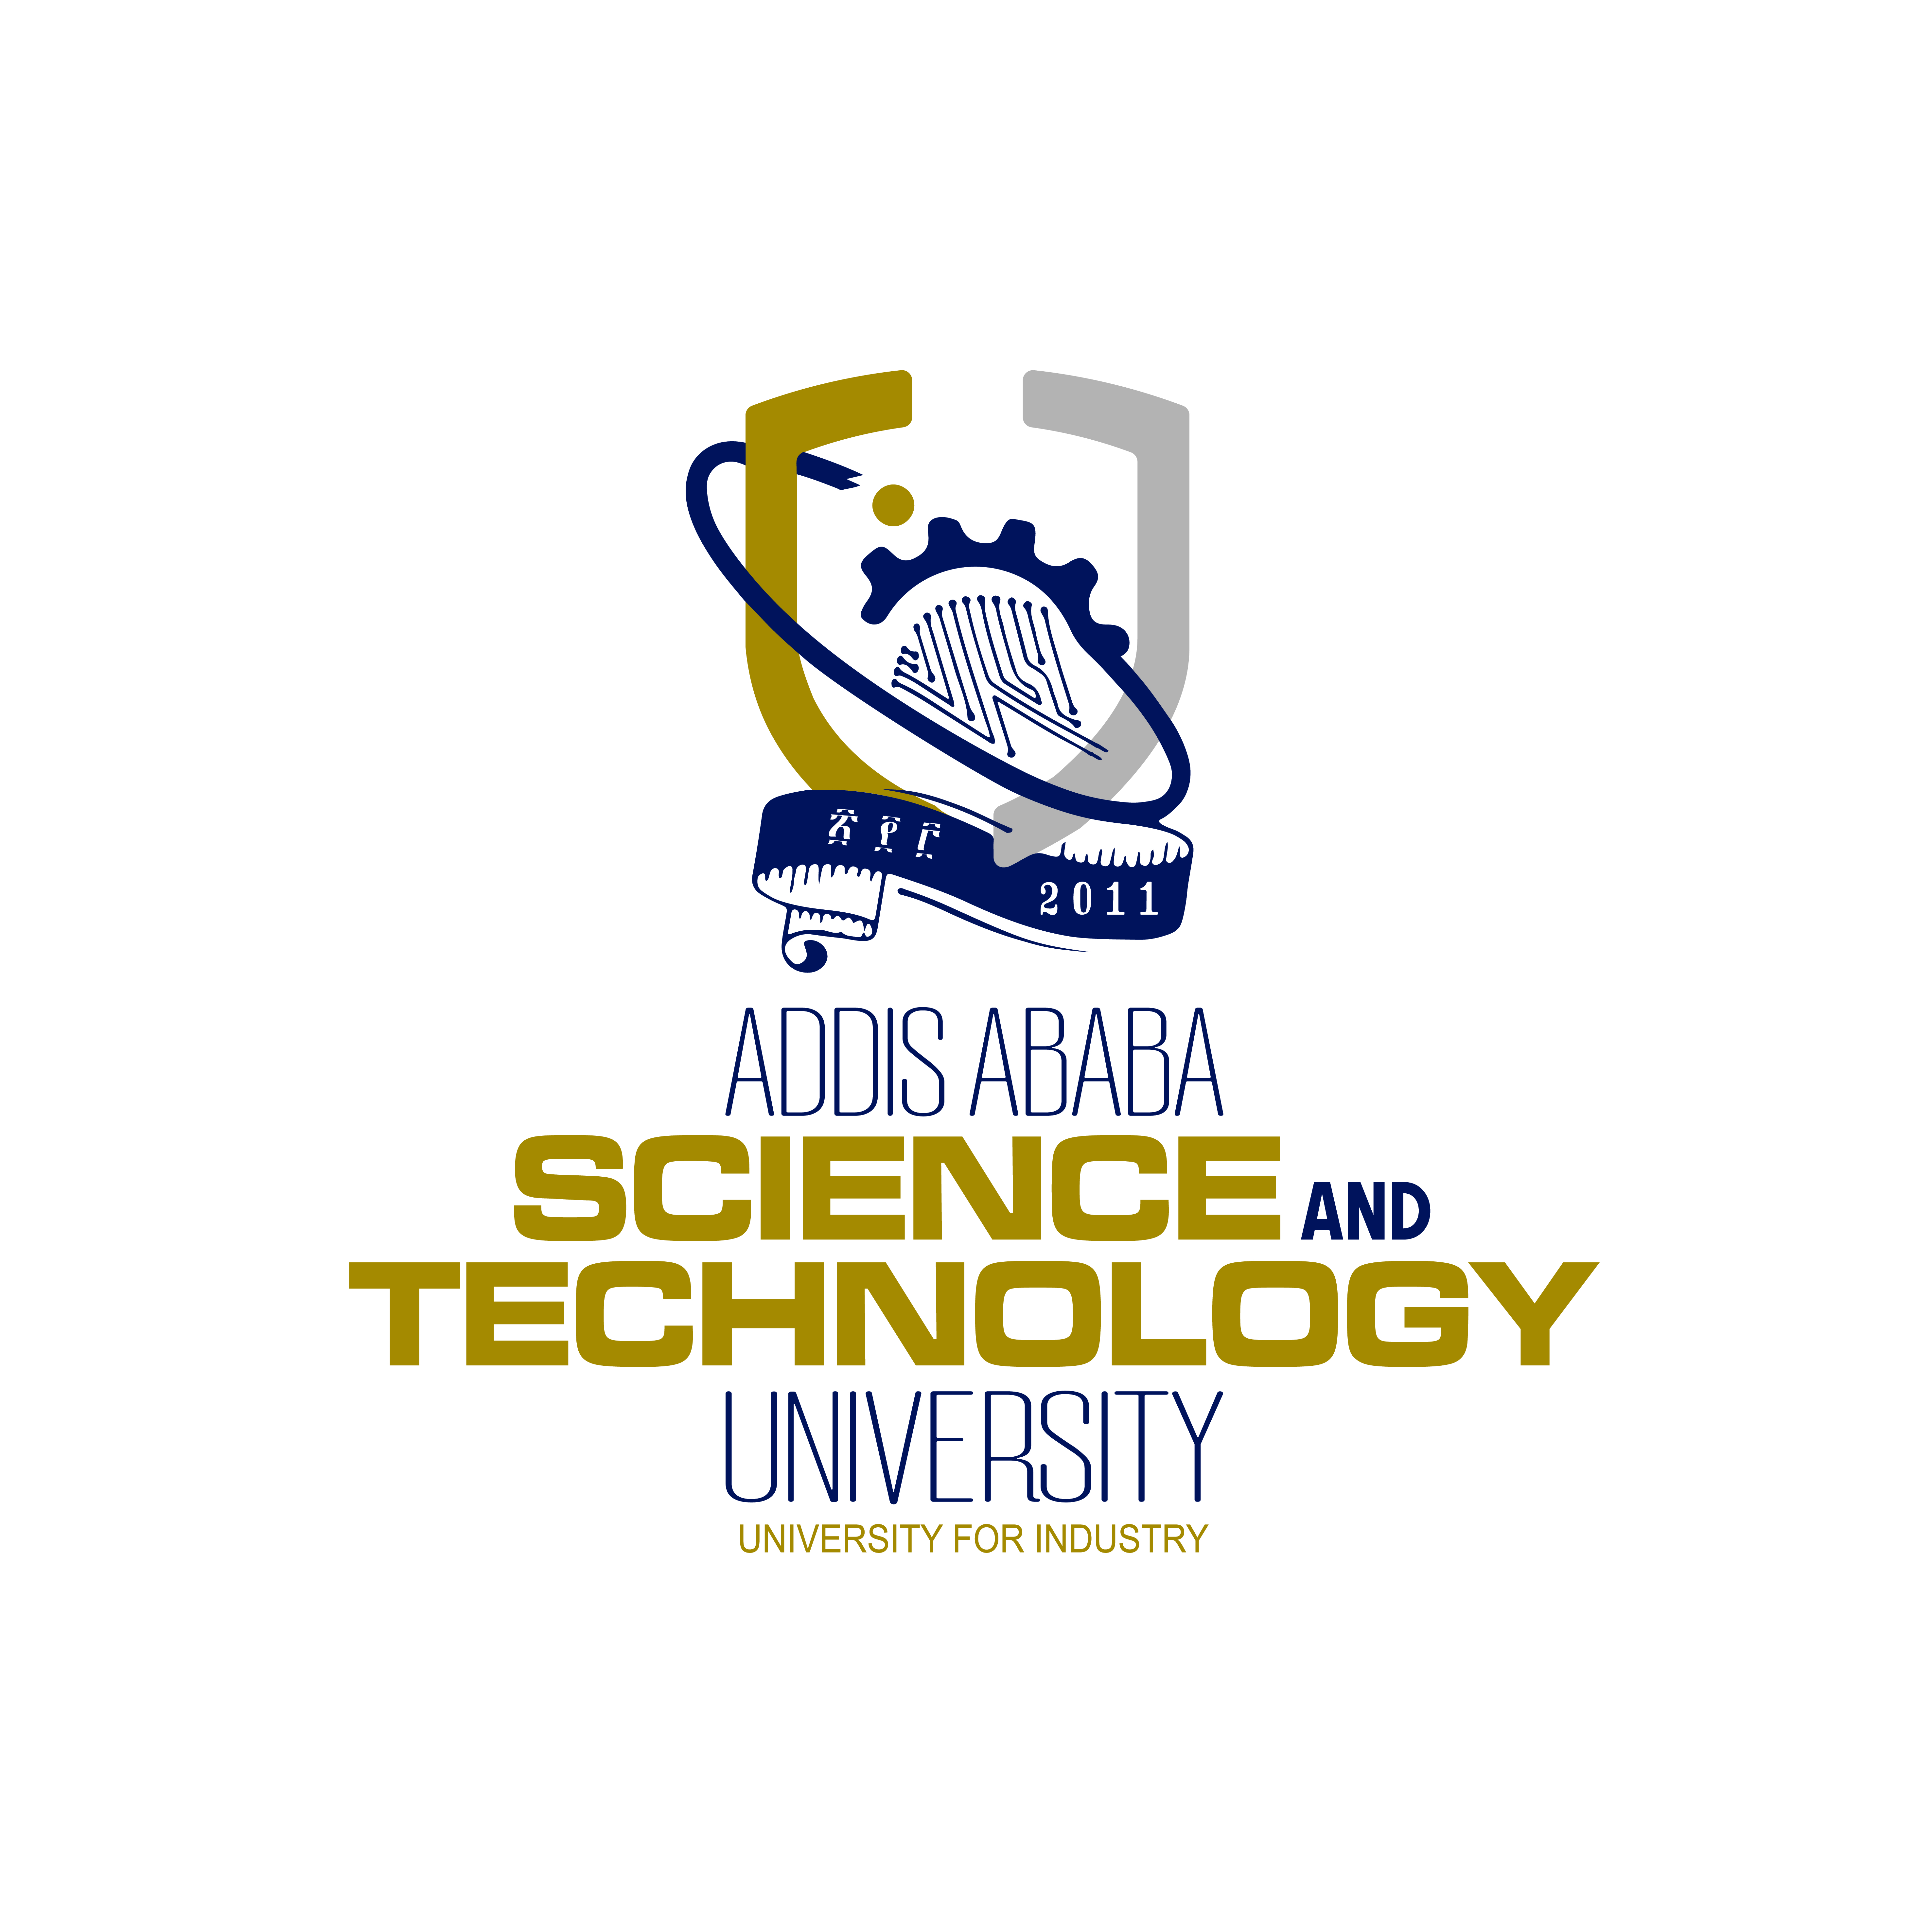 2011
ADDIS ABABA
SCIENCE AND
TECHNOLOGY
UNIVERSITY
UNIVERSITY FOR INDUSTRY